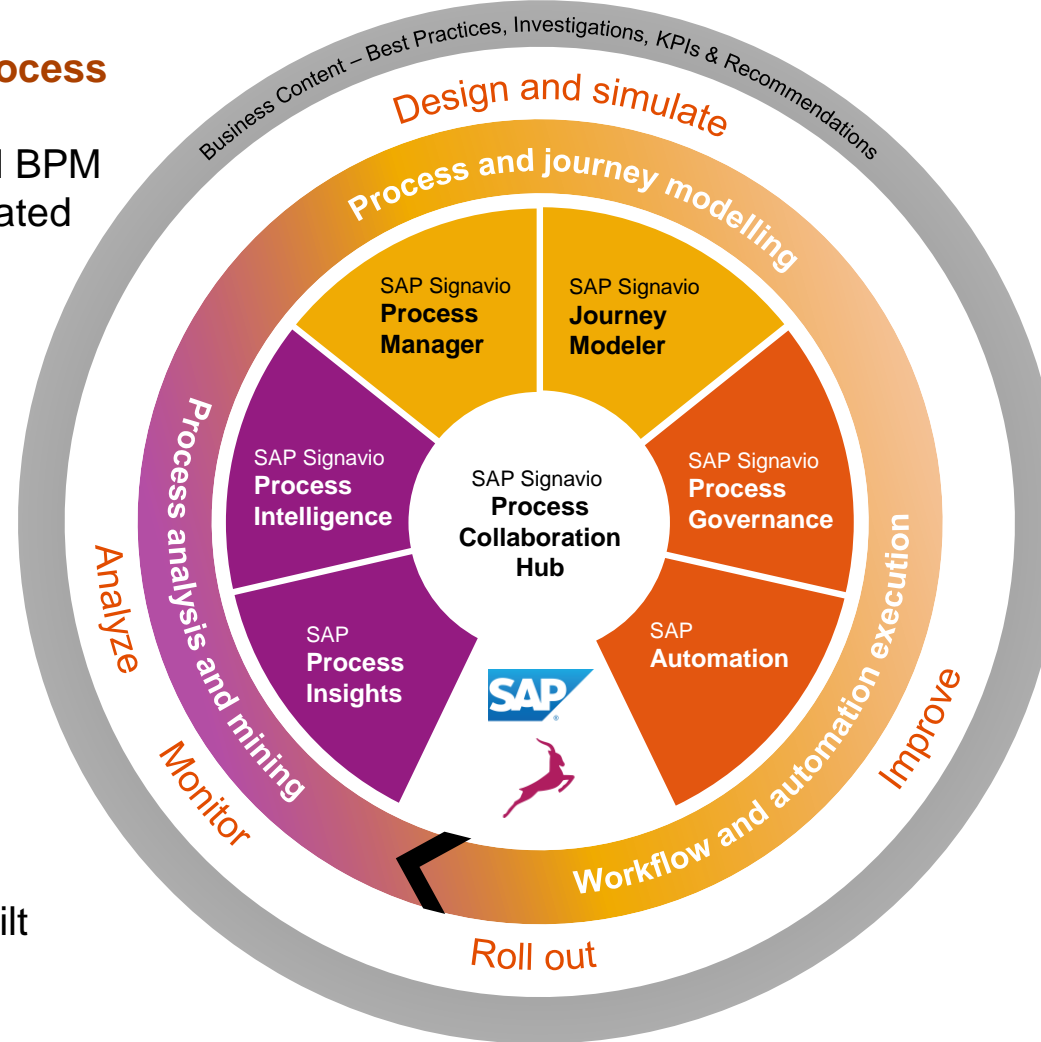 ocess
BPM
ated
ilt
Business Content – Best Practices, Investigations, KPIs & Recommendations
Design and simulate
Process and journey modelling
SAP Signavio
Process
Manager
SAP Signavio
Journey
Modeler
Process analysis and mining
SAP Signavio
Process
Intelligence
SAP Signavio
Process
Collaboration
Hub
SAP Signavio
Process
Governance
Workflow and automation execution
SAP
Process
Insights
SAP
Automation
SAP
®
Analyze
Monitor
Improve
Roll out